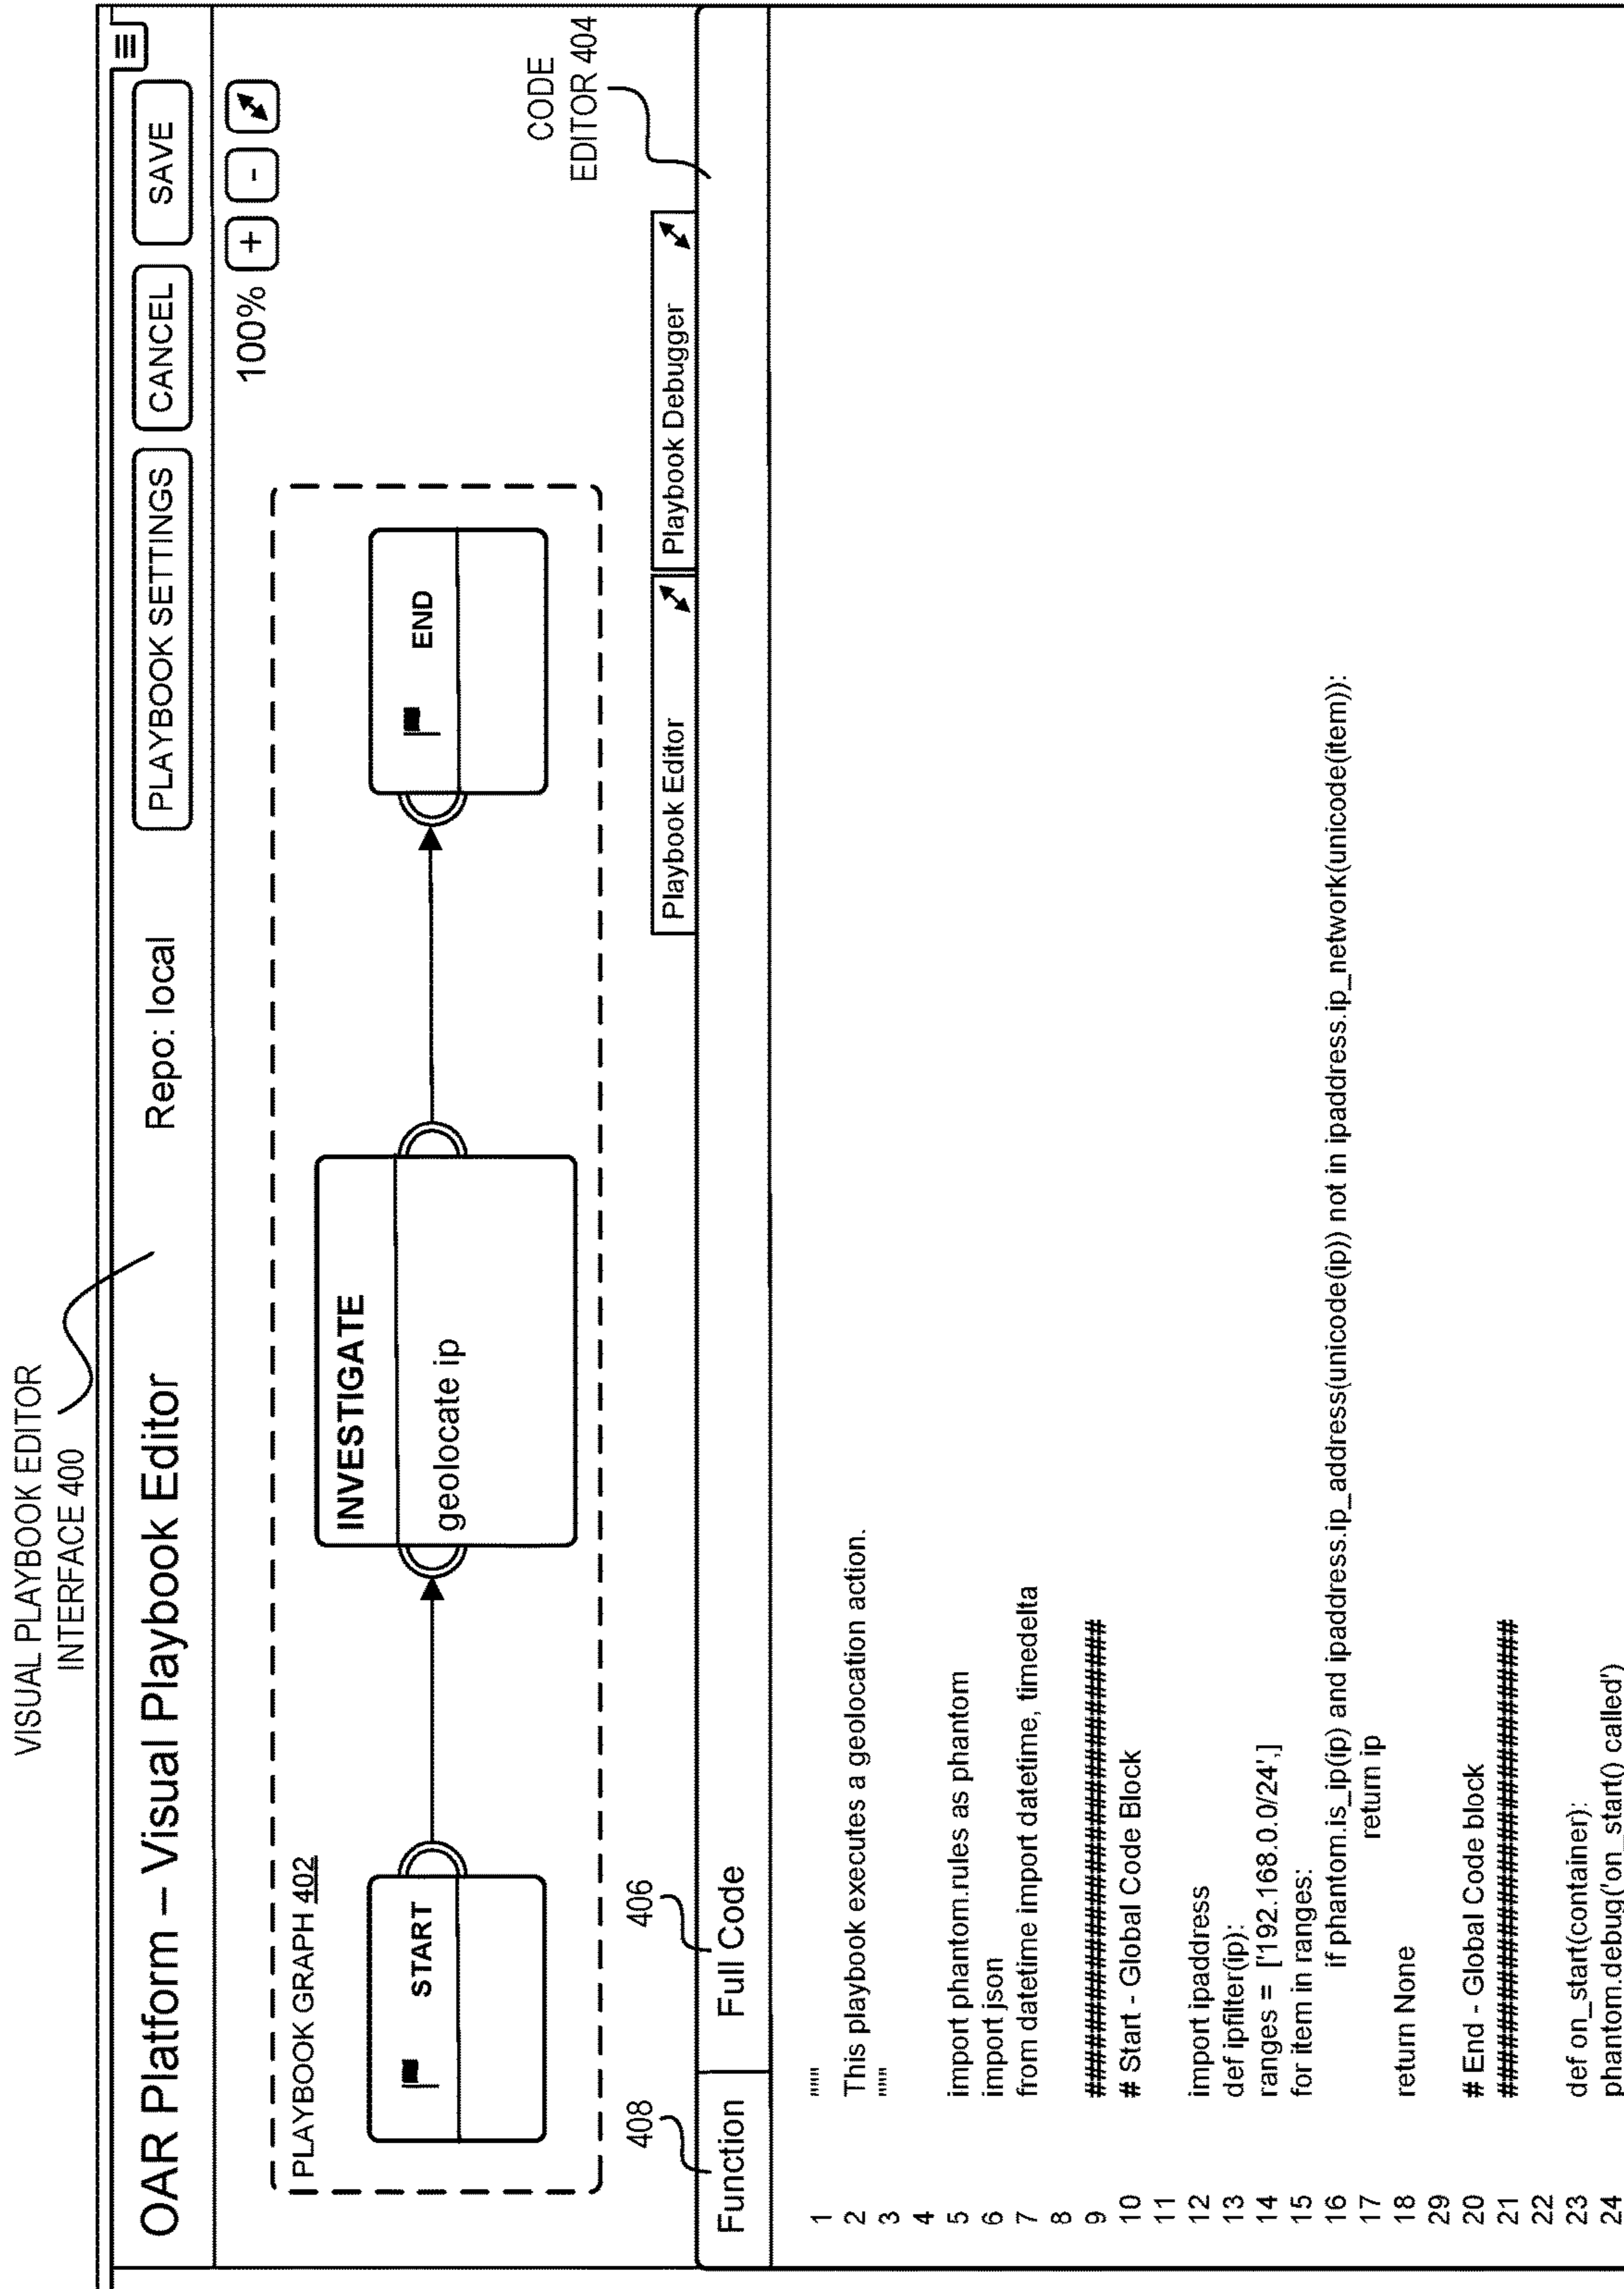 VISUAL PLAYBOOK EDITOR
INTERFACE 400
OAR Platform – Visual Playbook Editor
Repo: local
PLAYBOOK SETTINGS
CANCEL
SAVE
100%
+
-
PLAYBOOK GRAPH 402
START
INVESTIGATE
geolocate ip
END
CODE
EDITOR 404
Playbook Editor
Playbook Debugger
408
406
Function
Full Code
1 """
2 This playbook executes a geolocation action.
3 """
4
5 import phantom.rules as phantom
6 import json
7 from datetime import datetime, timedelta
8
9 ##############################
10 # Start - Global Code Block
11
12 import ipaddress
13 def ipfilter(ip):
14 ranges = ['192.168.0.0/24',]
15 for item in ranges:
16 if phantom.is_ip(ip) and ipaddress.ip_address(unicode(ip)) not in ipaddress.ip_network(unicode(item)):
17 return ip
18 return None
29
20 # End - Global Code block
21 ##############################
22
23 def on_start(container):
24 phantom.debug('on_start() called')